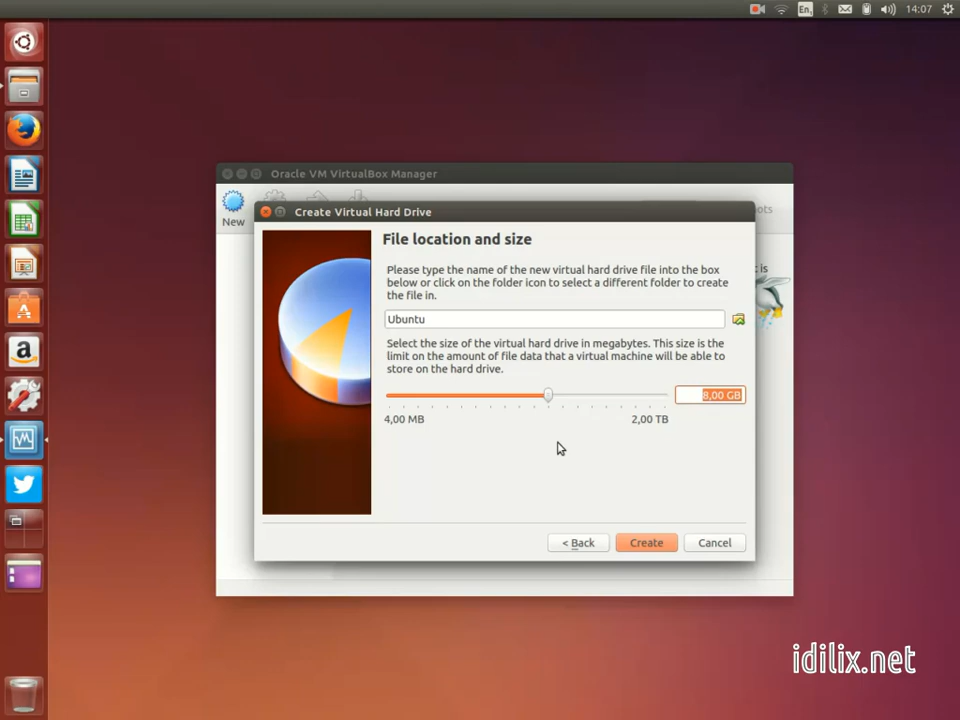 En
14:07
Oracle VM VirtualBox Manager
New
Create Virtual Hard Drive
ots
File location and size
is
Please type the name of the new virtual hard drive file into the box
below or click on the folder icon to select a different folder to create
the file in.
Ubuntu
Select the size of the virtual hard drive in megabytes. This size is the
limit on the amount of file data that a virtual machine will be able to
store on the hard drive.
8,00 GB
4,00 MB
2,00 TB
< Back
Create
Cancel
idilix.net